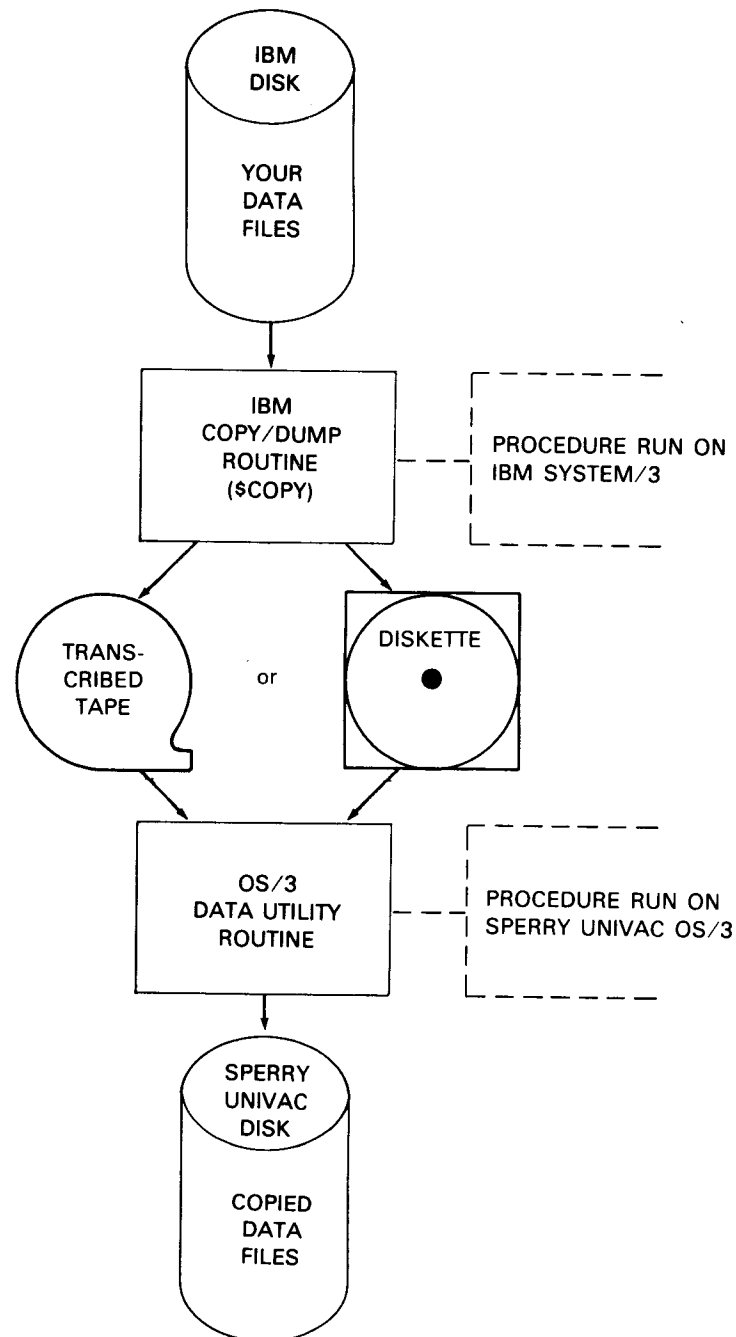 IBM
DISK
YOUR
DATA
FILES
IBM
COPY/DUMP
ROUTINE
($COPY)
PROCEDURE RUN ON
IBM SYSTEM/3
TRANS-
CRIBED
TAPE
or
DISKETTE
OS/3
DATA UTILITY
ROUTINE
PROCEDURE RUN ON
SPERRY UNIVAC OS/3
SPERRY
UNIVAC
DISK
COPIED
DATA
FILES